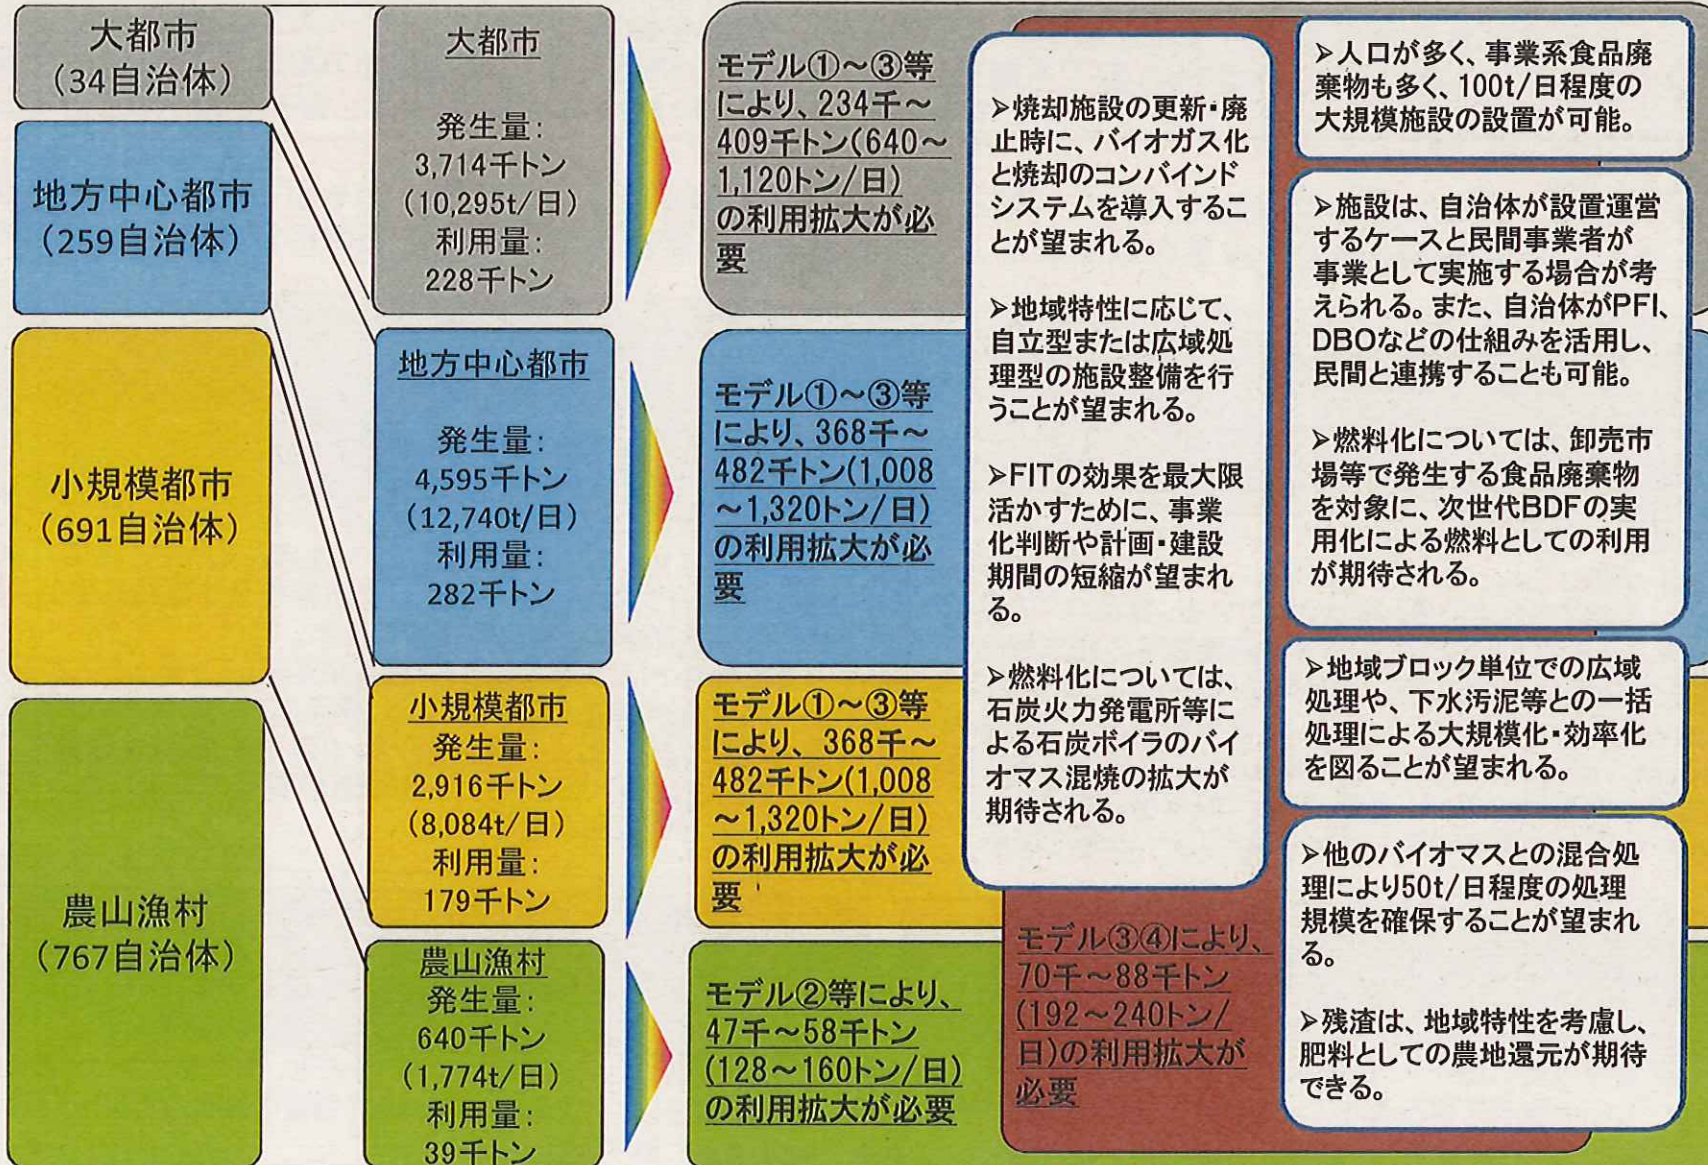 大都市
(34自治体)
地方中心都市
(259自治体)
小規模都市
(691自治体)
農山漁村
(767自治体)
大都市
発生量:
3,714千トン
(10,295t/日)
利用量:
228千トン
地方中心都市
発生量:
4,595千トン
(12,740t/日)
利用量:
282千トン
小規模都市
発生量:
2,916千トン
(8,084t/日)
利用量:
179千トン
農山漁村
発生量:
640千トン
(1,774t/日)
利用量:
39千トン
モデル①～③等
により、234千～
409千トン(640～
1,120トン/日)
の利用拡大が必
要
モデル①～③等
により、368千～
482千トン(1,008
～1,320トン/日)
の利用拡大が必
要
モデル①～③等
により、368千～
482千トン(1,008
～1,320トン/日)
の利用拡大が必
要
モデル②等により、
47千～58千トン
(128～160トン/日)
の利用拡大が必要
➢焼却施設の更新・廃
止時に、バイオガス化
と焼却のコンバインド
システムを導入するこ
とが望まれる。
➢地域特性に応じて、
自立型または広域処
理型の施設整備を行
うことが望まれる。
➢FITの効果を最大限
活かすために、事業
化判断や計画・建設
期間の短縮が望まれ
る。
➢燃料化については、
石炭火力発電所等に
よる石炭ボイラのバイ
オマス混焼の拡大が
期待される。
モデル③④により、
70千～88千トン
(192～240トン/
日)の利用拡大が
必要
➢人口が多く、事業系食品廃
棄物も多く、100t/日程度の
大規模施設の設置が可能。
➢施設は、自治体が設置運営
するケースと民間事業者が
事業として実施する場合が考
えられる。また、自治体がPFI、
DBOなどの仕組みを活用し、
民間と連携することも可能。
➢燃料化については、卸売市
場等で発生する食品廃棄物
を対象に、次世代BDFの実
用化による燃料としての利用
が期待される。
➢地域ブロック単位での広域
処理や、下水汚泥等との一括
処理による大規模化・効率化
を図ることが望まれる。
➢他のバイオマスとの混合処
理により50t/日程度の処理
規模を確保することが望まれ
る。
➢残渣は、地域特性を考慮し、
肥料としての農地還元が期待
できる。